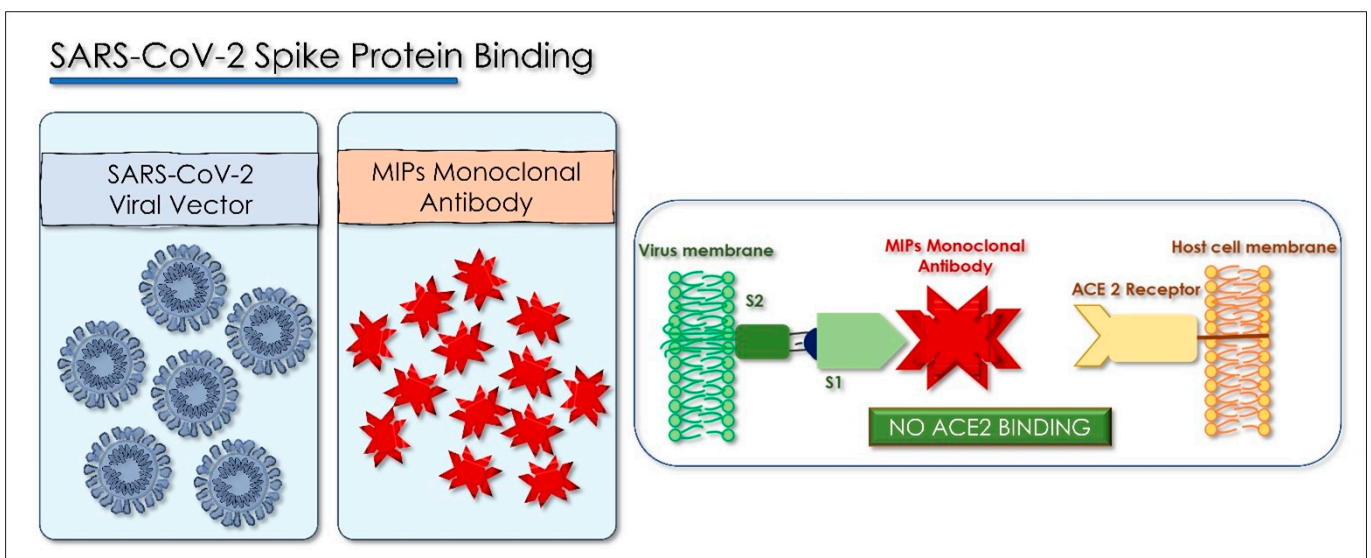 SARS-CoV-2 Spike Protein Binding
SARS-CoV-2
Viral Vector
MIPs Monoclonal
Antibody
Virus membrane
S2
S1
MIPs Monoclonal
Antibody
ACE 2 Receptor
Host cell membrane
NO ACE2 BINDING